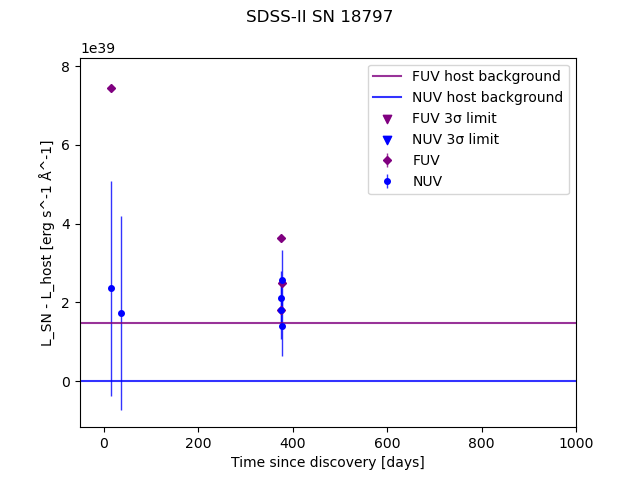 SDSS-II SN 18797
1e39
8
6
4
2
0
L_SN - L_host [erg s^-1 Å^-1]
FUV host background
NUV host background
FUV 3σ limit
NUV 3σ limit
FUV
NUV
0 200 400 600 800 1000
Time since discovery [days]